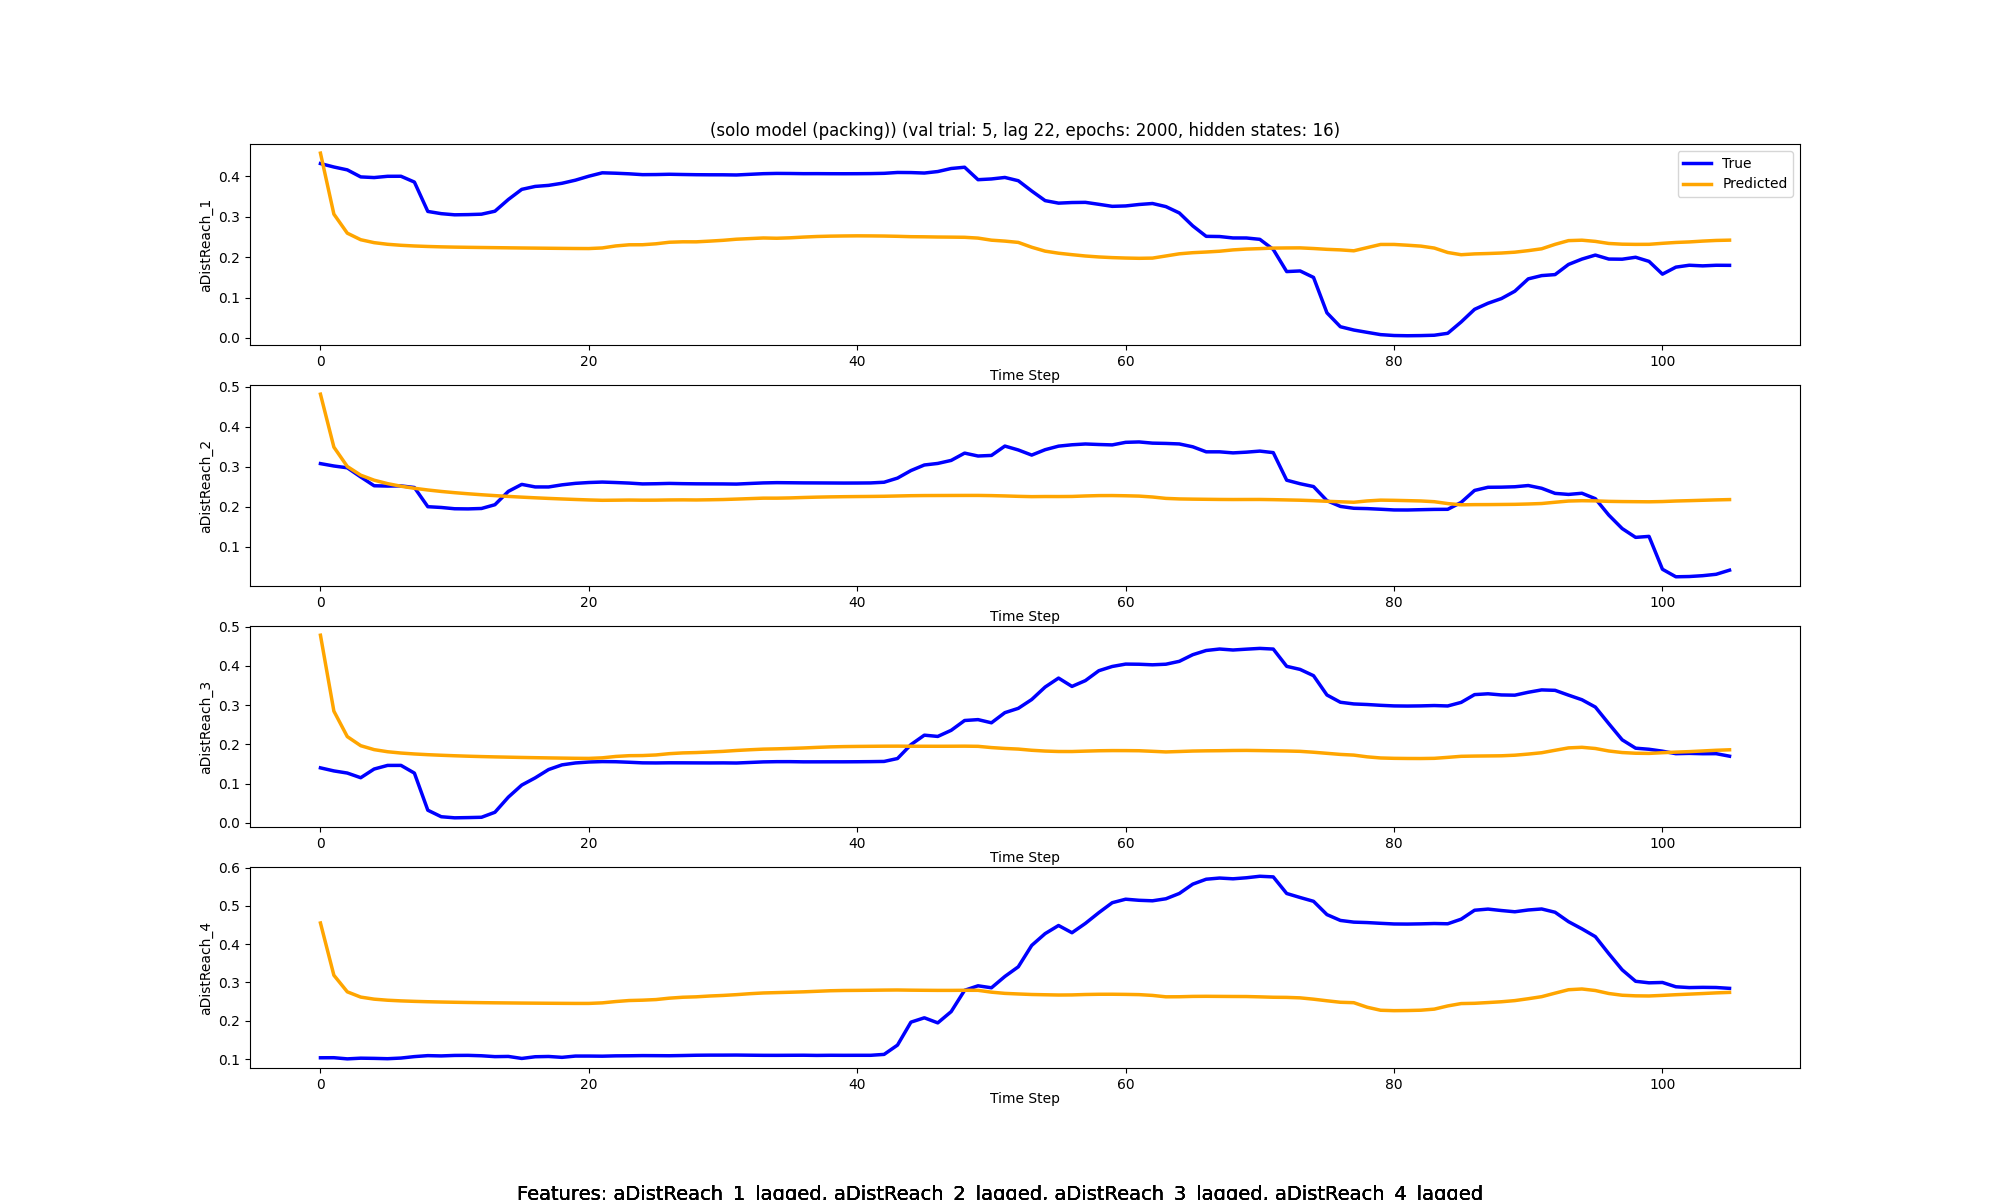 (solo model (packing)) (val trial: 5, lag 22, epochs: 2000, hidden states: 16)
True
Predicted
aDistReach_1
0.4
0.3
0.2
0.1
0.0
0 20 40 60 80 100
Time Step
aDistReach_2
0.5
0.4
0.3
0.2
0.1
0 20 40 60 80 100
Time Step
aDistReach_3
0.5
0.4
0.3
0.2
0.1
0.0
0 20 40 60 80 100
Time Step
aDistReach_4
0.6
0.5
0.4
0.3
0.2
0.1
0 20 40 60 80 100
Time Step
Features: aDistReach_1_lagged, aDistReach_2_lagged, aDistReach_3_lagged, aDistReach_4_lagged